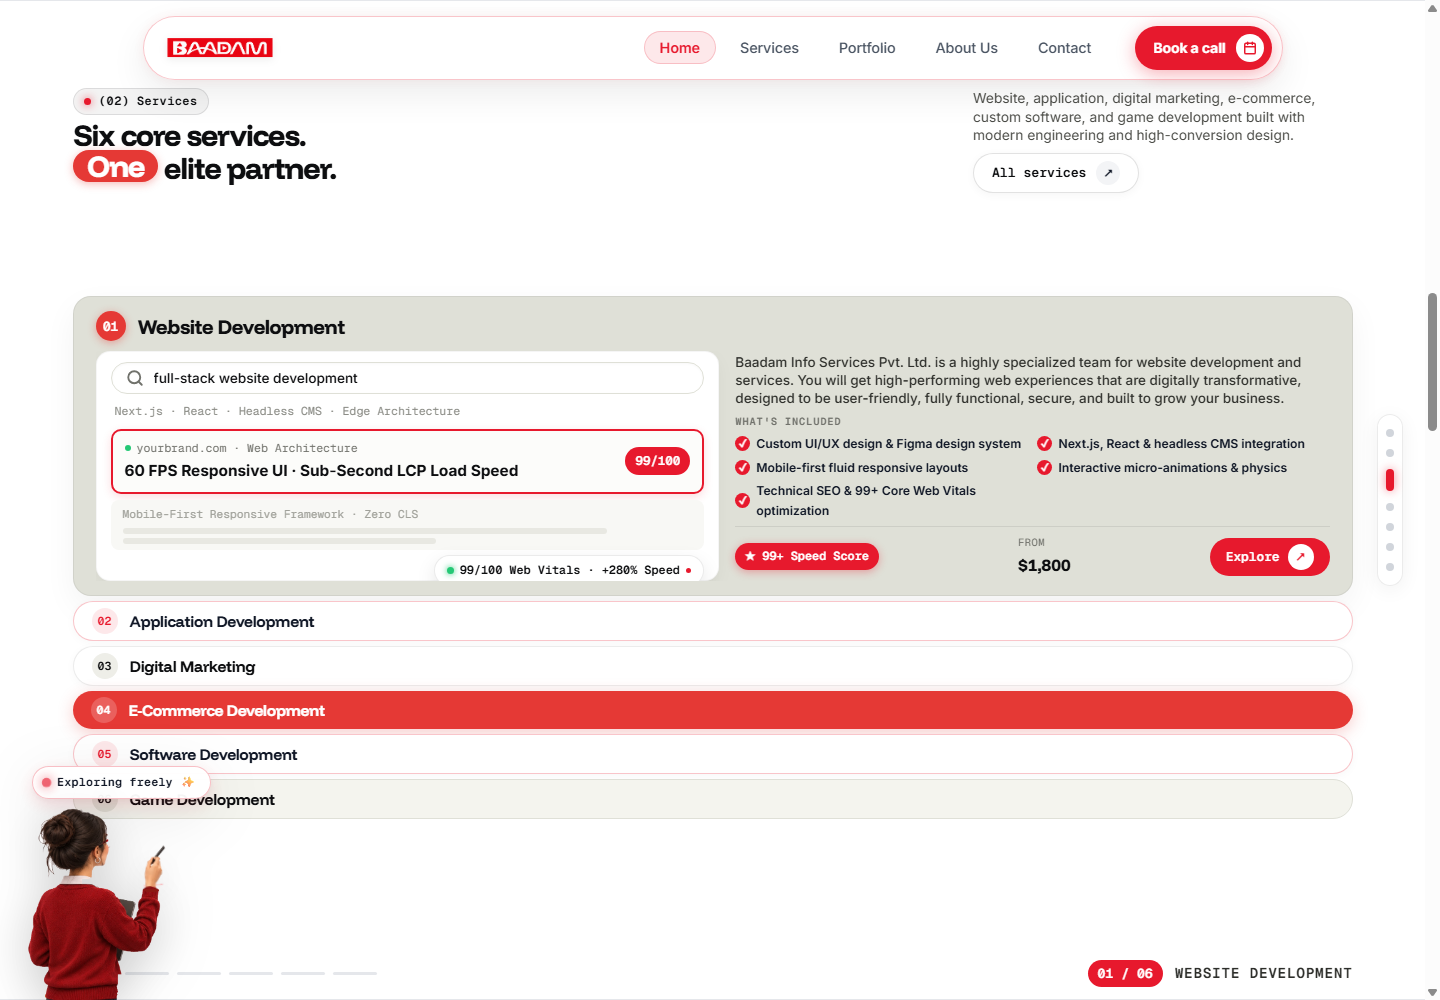 BAADAM
Home
Services
Portfolio
About Us
Contact
Book a call
(02) Services
Six core services.
One elite partner.
Website, application, digital marketing, e-commerce,
custom software, and game development built with
modern engineering and high-conversion design.
All services ↗
01 Website Development
full-stack website development
Next.js · React · Headless CMS · Edge Architecture
yourbrand.com · Web Architecture
60 FPS Responsive UI · Sub-Second LCP Load Speed
99/100
Mobile-First Responsive Framework · Zero CLS
99/100 Web Vitals · +280% Speed
Baadam Info Services Pvt. Ltd. is a highly specialized team for website development and
services. You will get high-performing web experiences that are digitally transformative,
designed to be user-friendly, fully functional, secure, and built to grow your business.
WHAT'S INCLUDED
Custom UI/UX design & Figma design system
Next.js, React & headless CMS integration
Mobile-first fluid responsive layouts
Interactive micro-animations & physics
Technical SEO & 99+ Core Web Vitals
optimization
★ 99+ Speed Score
FROM
$1,800
Explore ↗
02 Application Development
03 Digital Marketing
04 E-Commerce Development
05 Software Development
Exploring freely ✨
06 Game Development
01 / 06 WEBSITE DEVELOPMENT